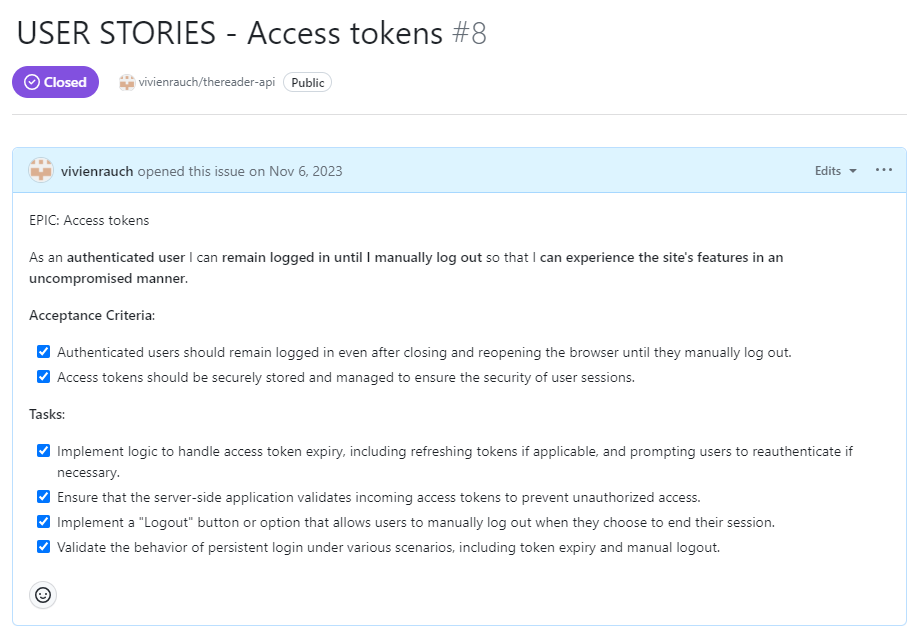 USER STORIES - Access tokens #8
Closed
vivienrauch/thereader-api
Public
vivienrauch opened this issue on Nov 6, 2023
Edits
EPIC: Access tokens
As an authenticated user I can remain logged in until I manually log out so that I can experience the site's features in an
uncompromised manner.
Acceptance Criteria:
Authenticated users should remain logged in even after closing and reopening the browser until they manually log out.
Access tokens should be securely stored and managed to ensure the security of user sessions.
Tasks:
Implement logic to handle access token expiry, including refreshing tokens if applicable, and prompting users to reauthenticate if
necessary.
Ensure that the server-side application validates incoming access tokens to prevent unauthorized access.
Implement a "Logout" button or option that allows users to manually log out when they choose to end their session.
Validate the behavior of persistent login under various scenarios, including token expiry and manual logout.